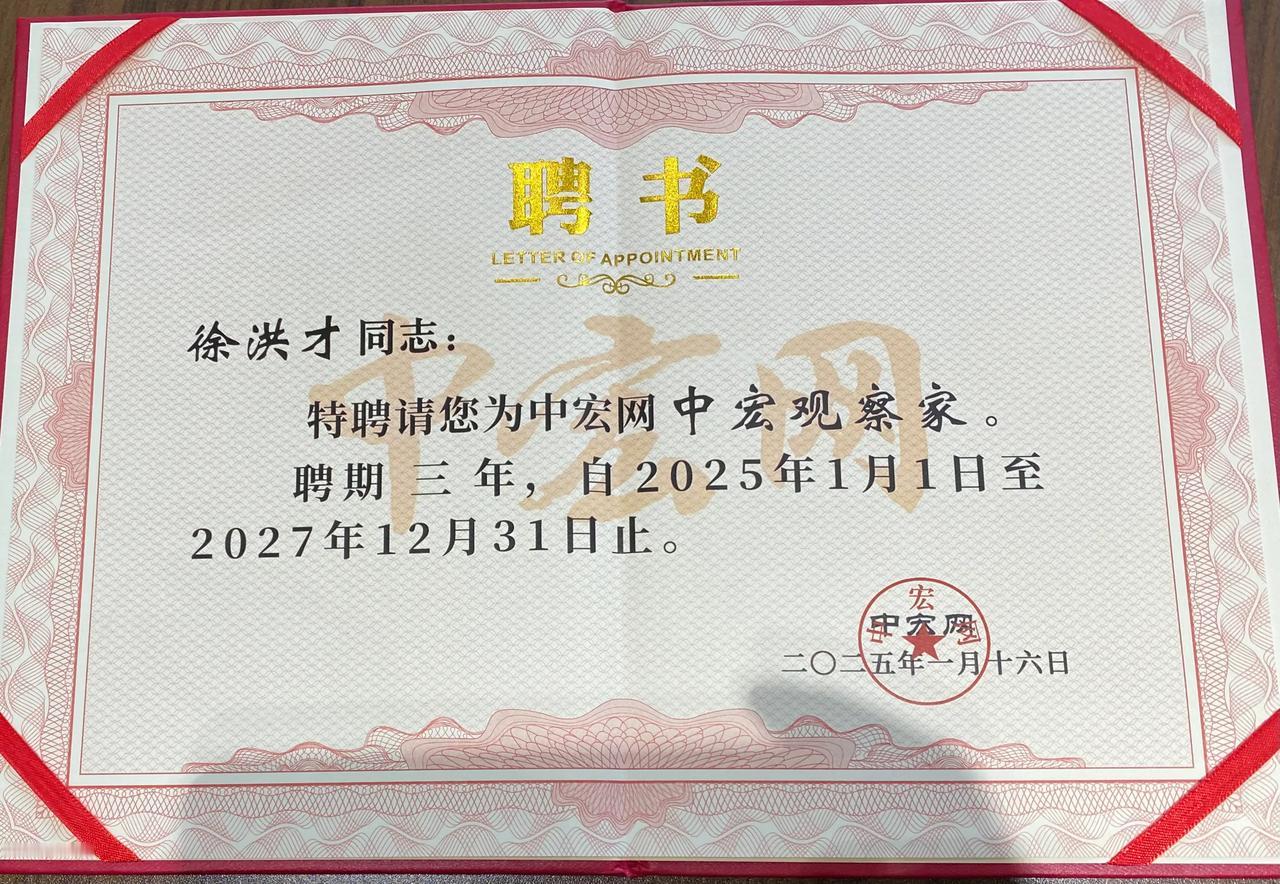 聘书
LETTER OF APPOINTMENT
中宏网
徐洪才 同志：
特聘请您为中宏网 中宏观察家。
聘期 三 年，自 2025年1月1日至
2027年12月31日止。
中宏网
中宏网
二〇二五年一月十六日